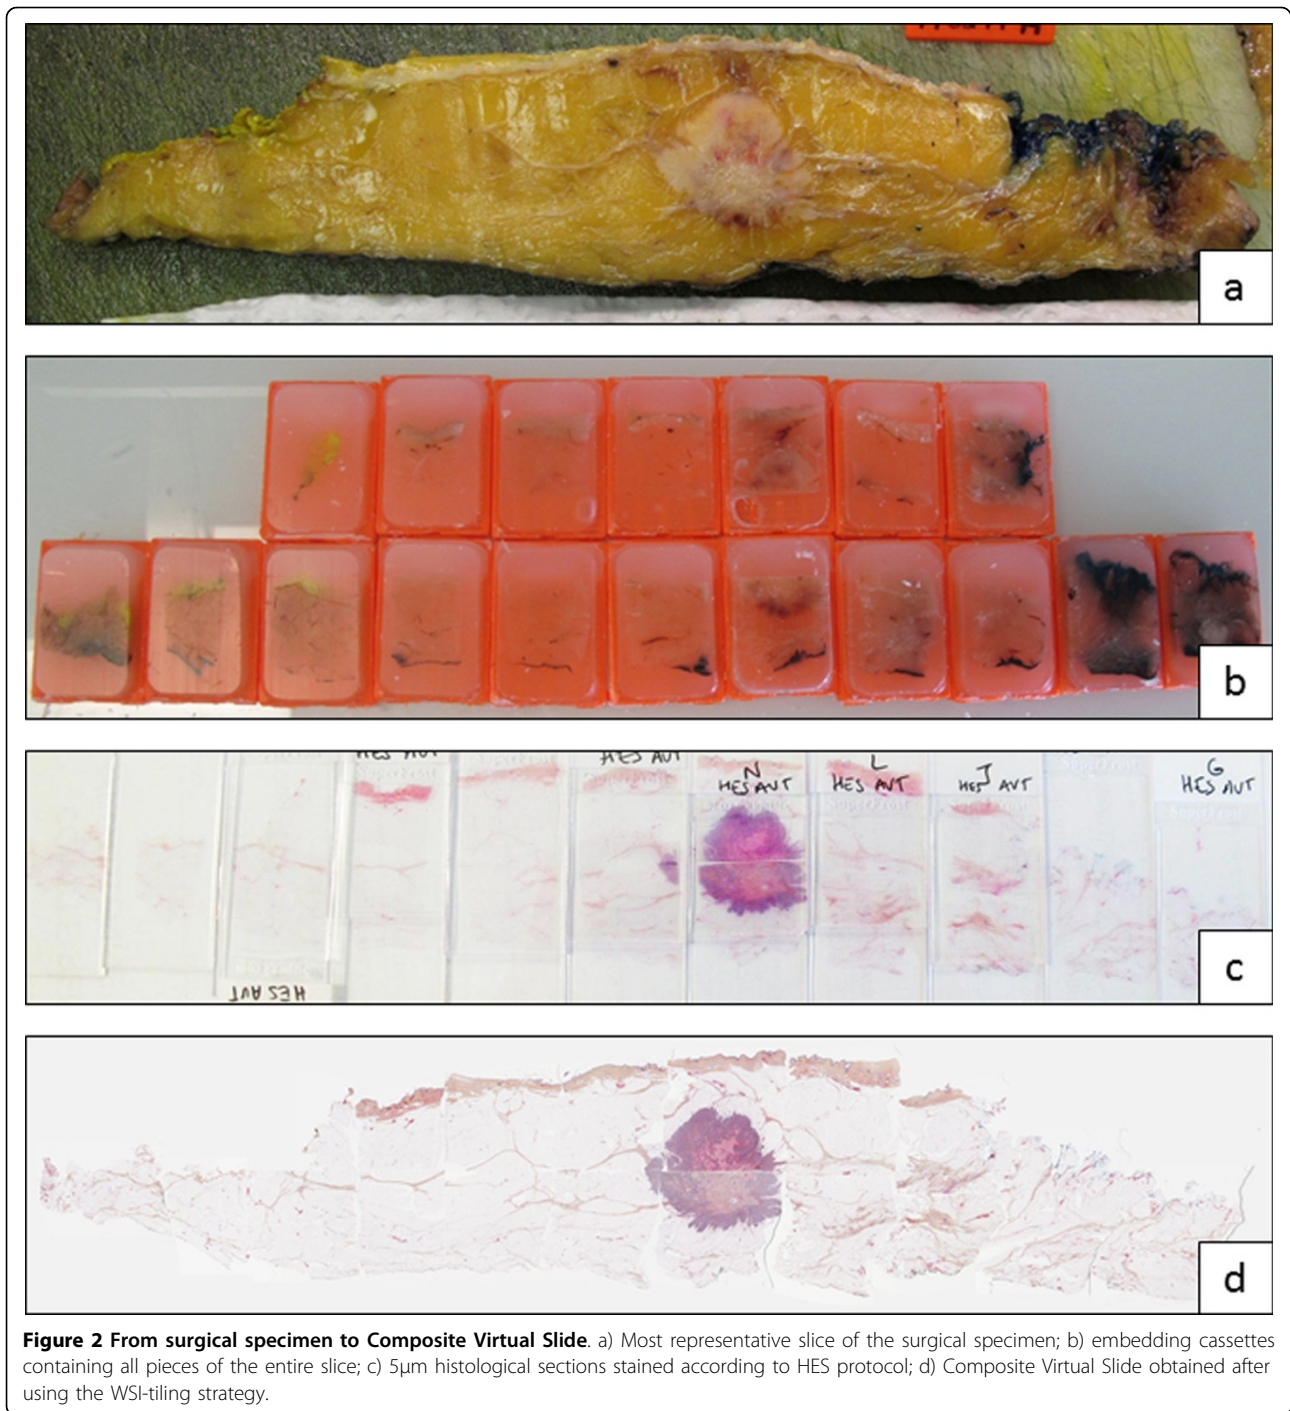 a
b
HES AVT
HES AVT
N
HES AVT
L
HES AVT
J
HES AVT
G
HES AVT
SuperFrost
HES AVT
c
d
Figure 2 From surgical specimen to Composite Virtual Slide. a) Most representative slice of the surgical specimen; b) embedding cassettes
containing all pieces of the entire slice; c) 5µm histological sections stained according to HES protocol; d) Composite Virtual Slide obtained after
using the WSI-tiling strategy.